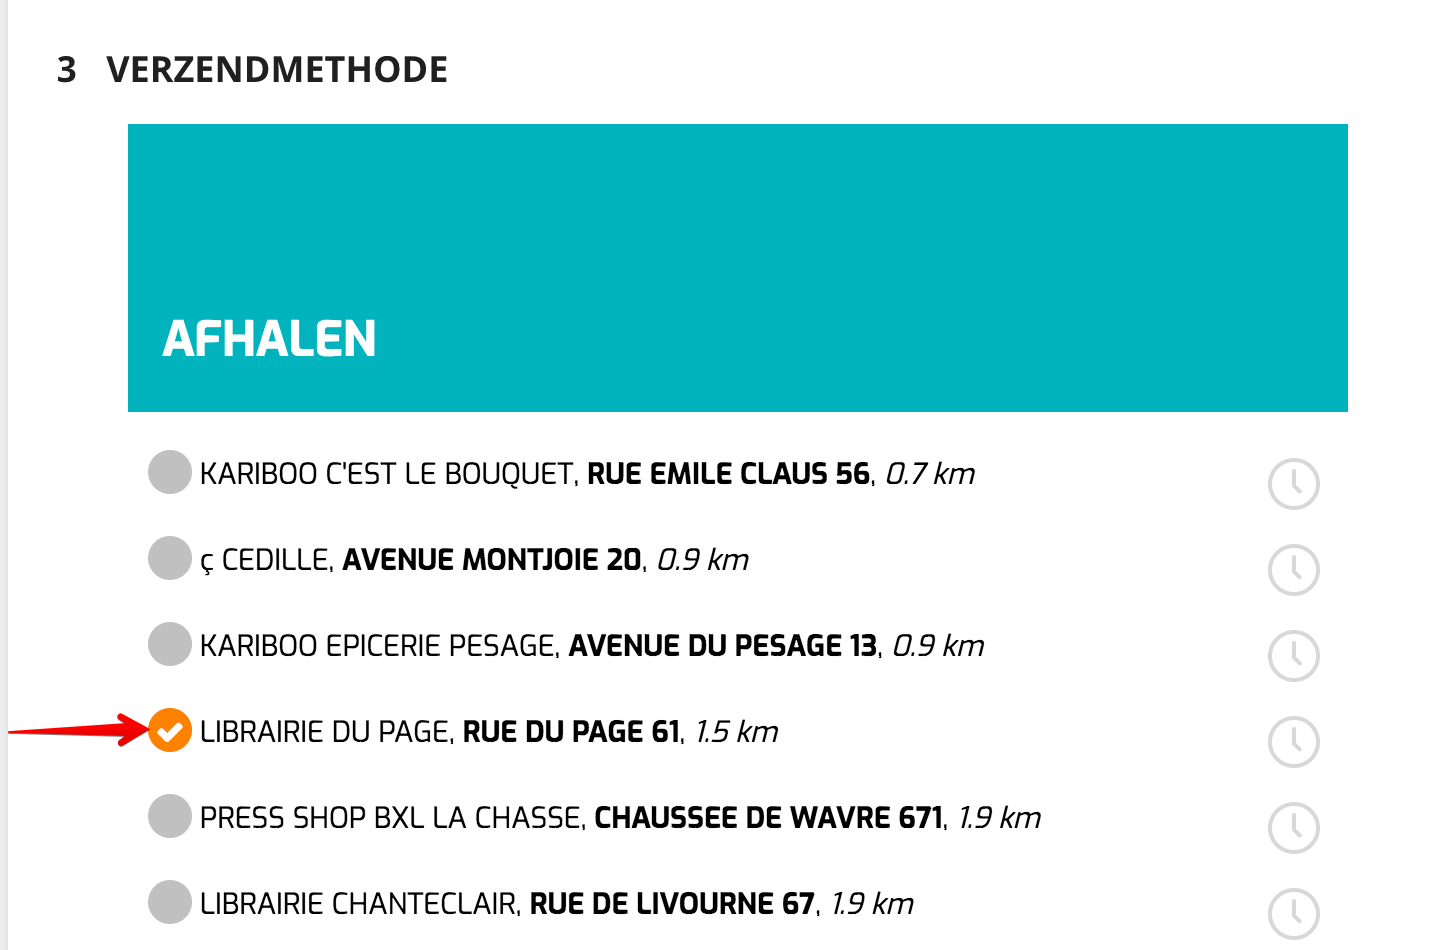 3 VERZENDMETHODE
AFHALEN
KARIBOO C'EST LE BOUQUET, RUE EMILE CLAUS 56, 0.7 km
ç CEDILLE, AVENUE MONTJOIE 20, 0.9 km
KARIBOO EPICERIE PESAGE, AVENUE DU PESAGE 13, 0.9 km
LIBRAIRIE DU PAGE, RUE DU PAGE 61, 1.5 km
PRESS SHOP BXL LA CHASSE, CHAUSSEE DE WAVRE 671, 1.9 km
LIBRAIRIE CHANTECLAIR, RUE DE LIVOURNE 67, 1.9 km